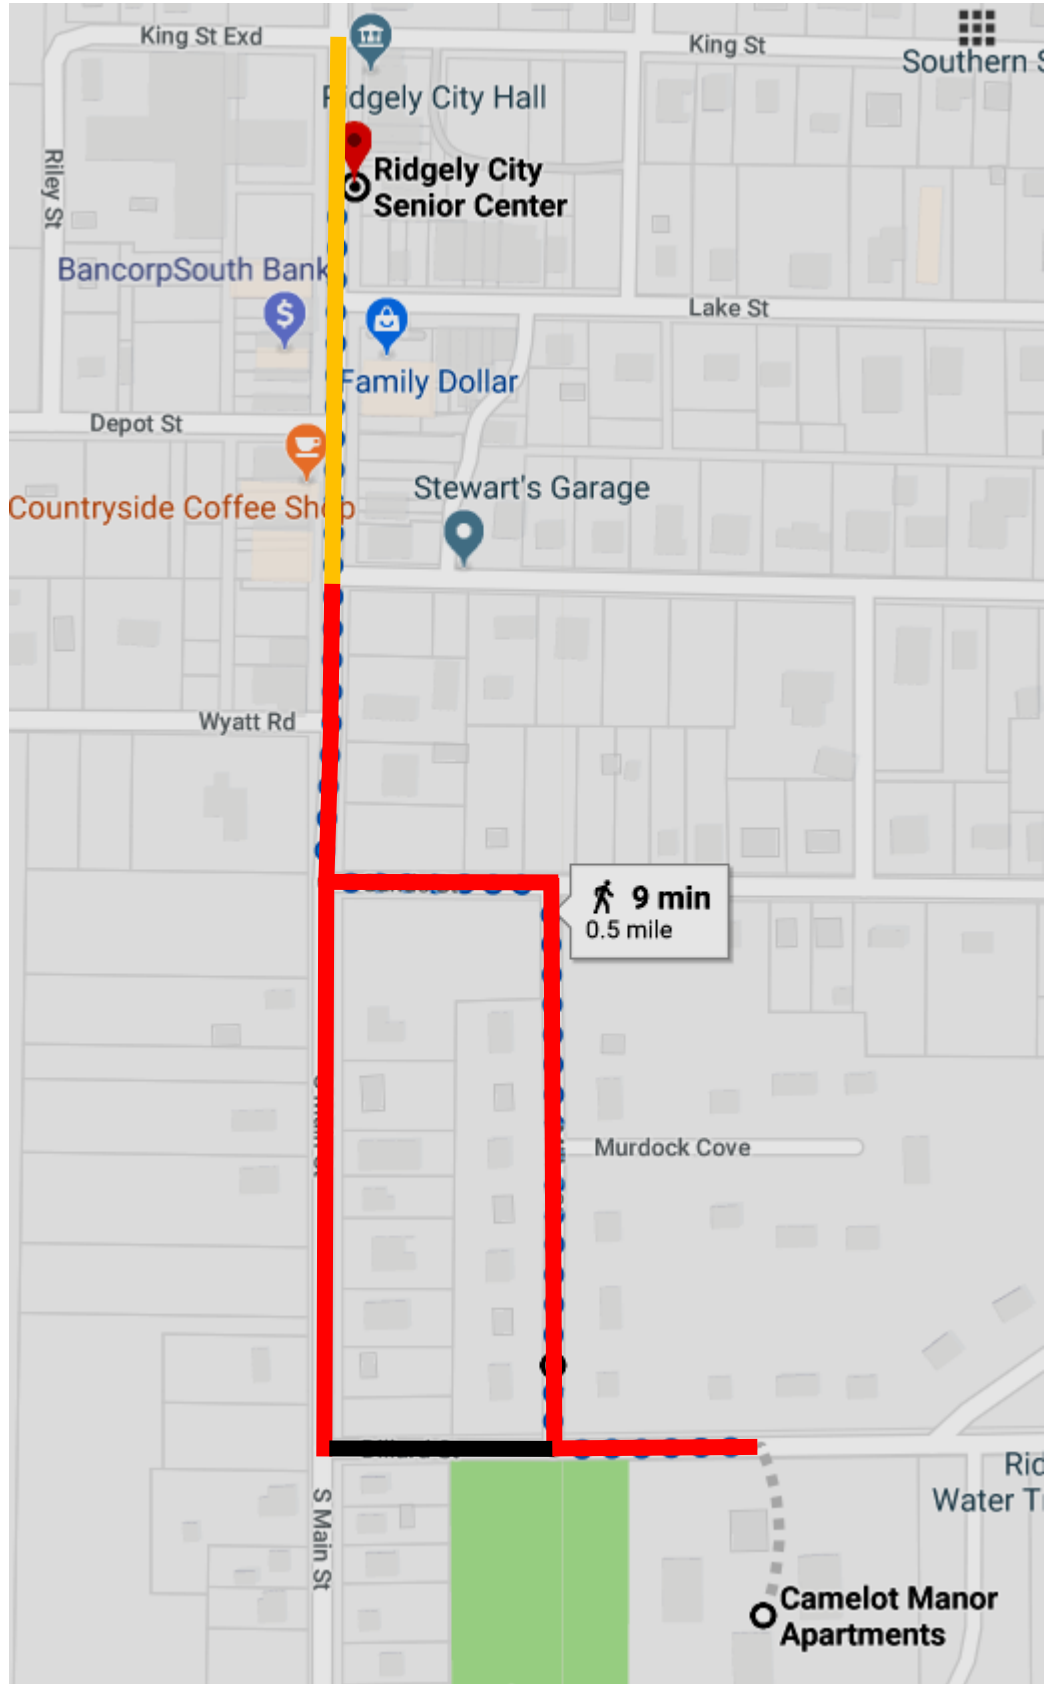 King St Exd
King St
Southern S
Ridgely City Hall
Riley St
Ridgely City
Senior Center
BancorpSouth Bank
$
Lake St
Family Dollar
Depot St
Stewart's Garage
Countryside Coffee Shop
Wyatt Rd
9 min
0.5 mile
Murdock Cove
S Main St
Rid
Water T
Camelot Manor
Apartments